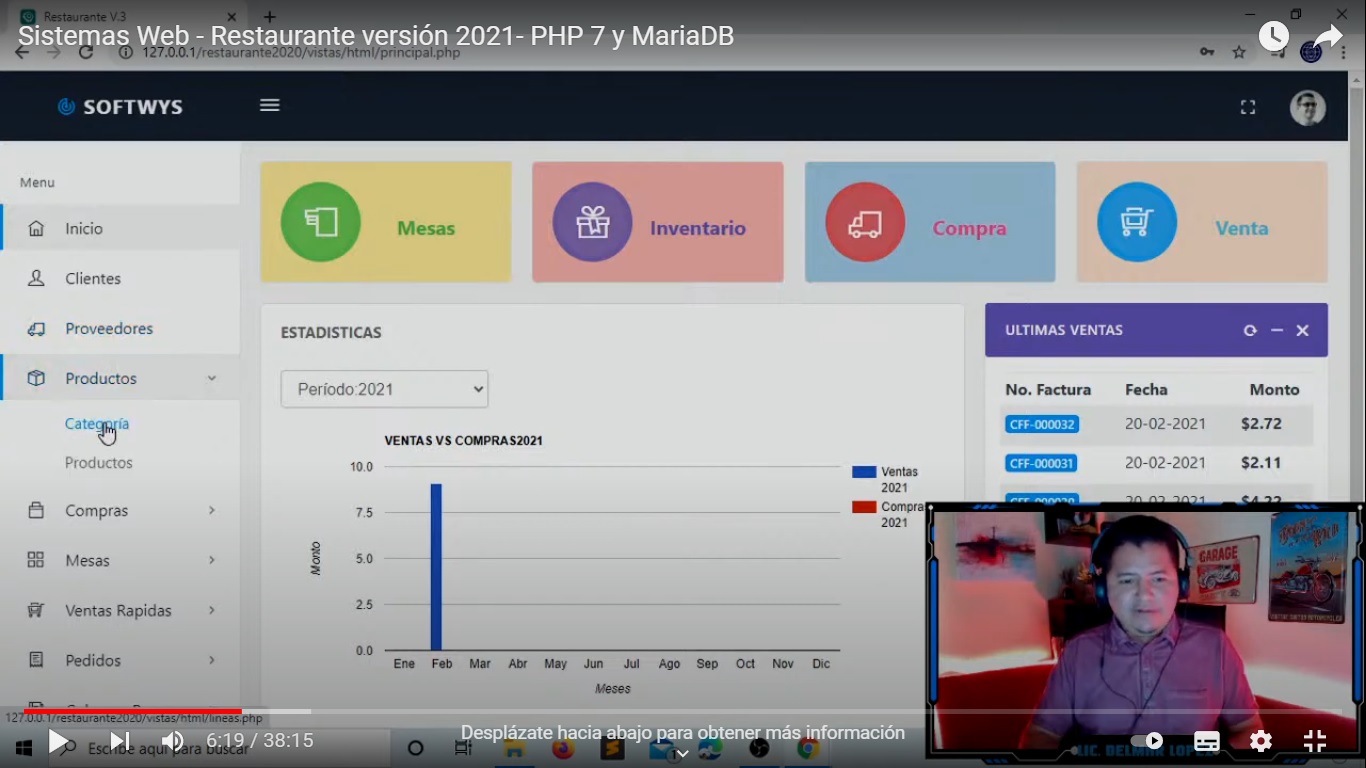 Restaurante V.3
Sistemas Web - Restaurante versión 2021- PHP 7 y MariaDB
127.0.0.1/restaurante2020/vistas/html/principal.php
SOFTWYS
Menu
Inicio
Clientes
Proveedores
Productos
Categoría
Productos
Compras
Mesas
Ventas Rapidas
Pedidos
Mesas
Inventario
Compra
Venta
ESTADISTICAS
Período:2021
VENTAS VS COMPRAS2021
10.0
7.5
5.0
2.5
0.0
Monto
Ene Feb Mar Abr May Jun Jul Ago Sep Oct Nov Dic
Meses
Ventas
2021
Compra
2021
ULTIMAS VENTAS
No. Factura Fecha Monto
CFF-000032 20-02-2021 $2.72
CFF-000031 20-02-2021 $2.11
20-02-2021 $4.22
GARAGE
LIC. DELMAR LOPEZ
127.0.0.1/restaurante2020/vistas/html/lineas.php
Desplázate hacia abajo para obtener más información
6:19 / 38:15
Escribe aquí para buscar